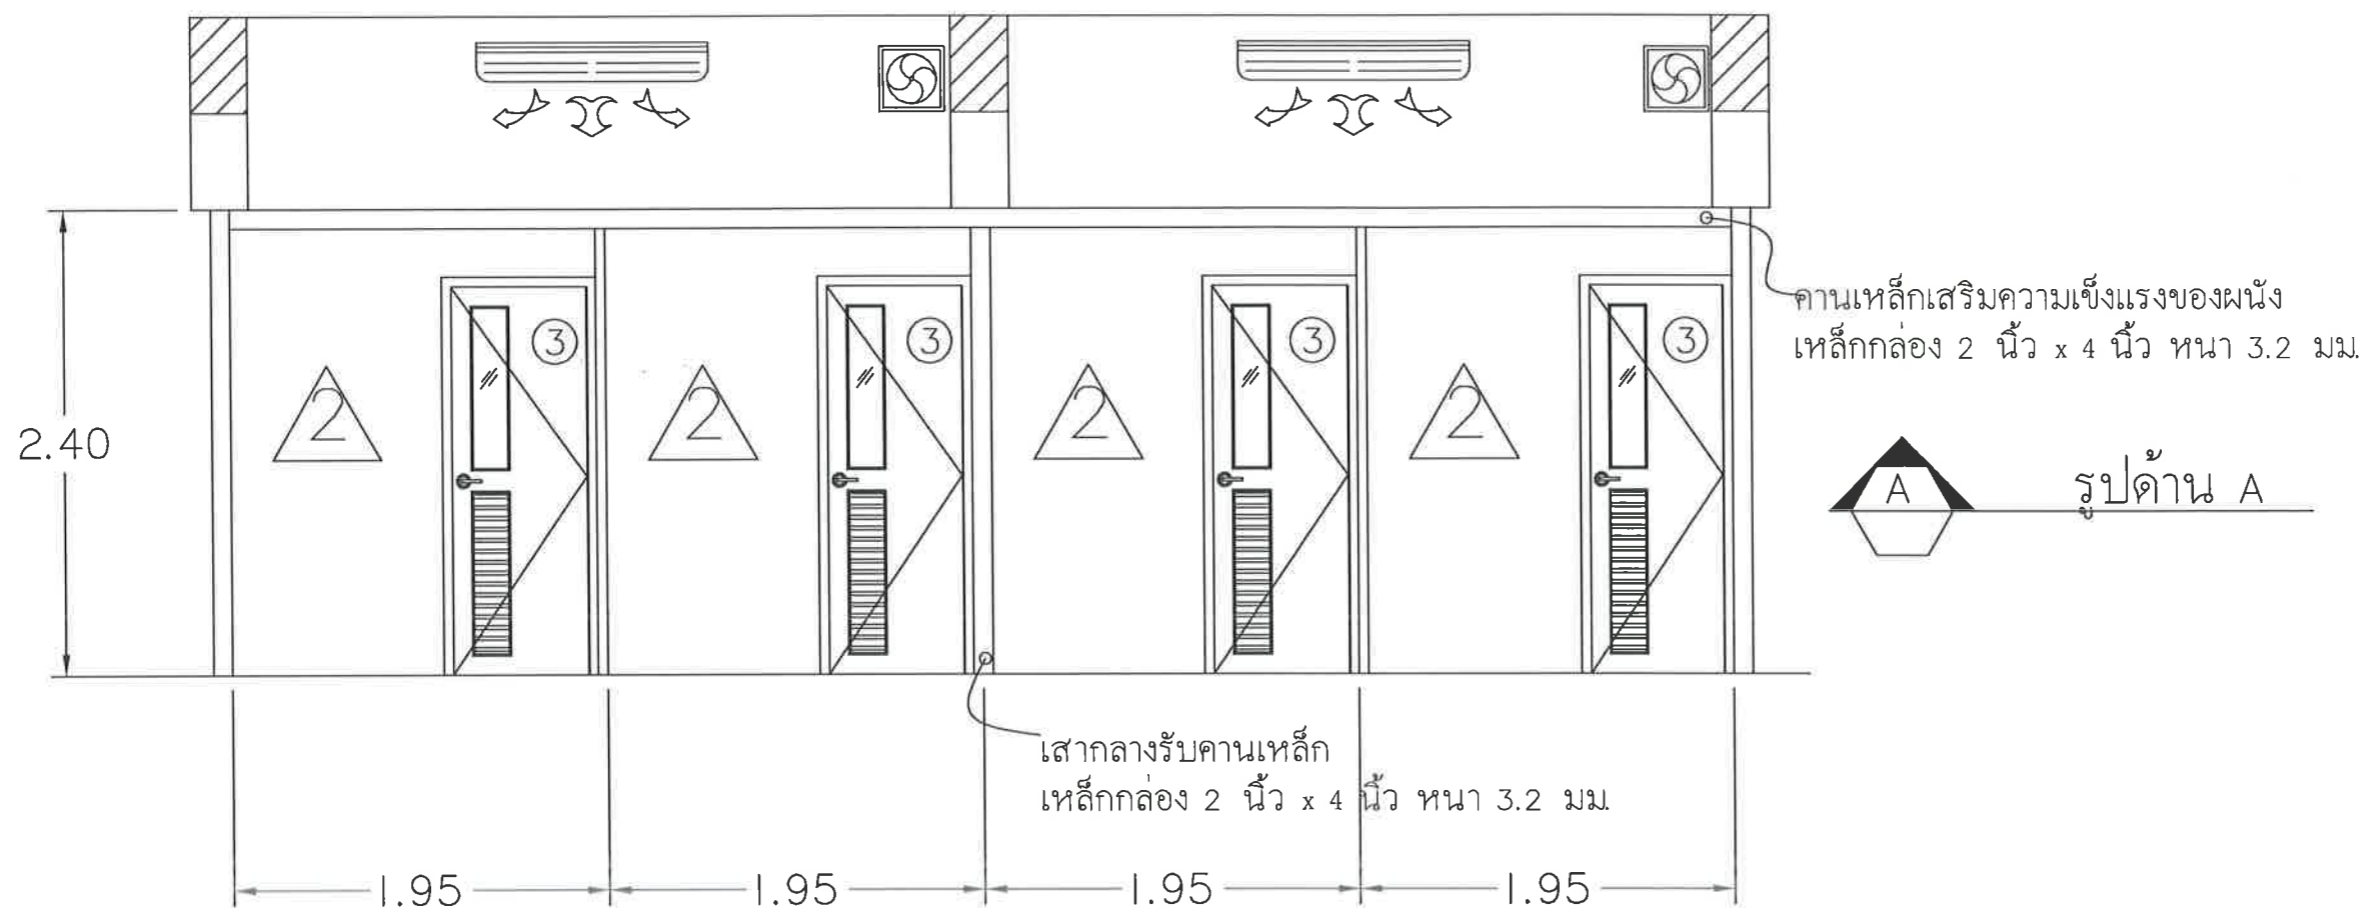 3 3 3 3
คานเหล็กเสริมความเข็งแรงของผนัง
เหล็กกล่อง 2 นิ้ว x 4 นิ้ว หนา 3.2 มม.
2 2 2 2
2.40
A รูปด้าน A
เสากลางรับคานเหล็ก
เหล็กกล่อง 2 นิ้ว x 4 นิ้ว หนา 3.2 มม.
1.95 1.95 1.95 1.95